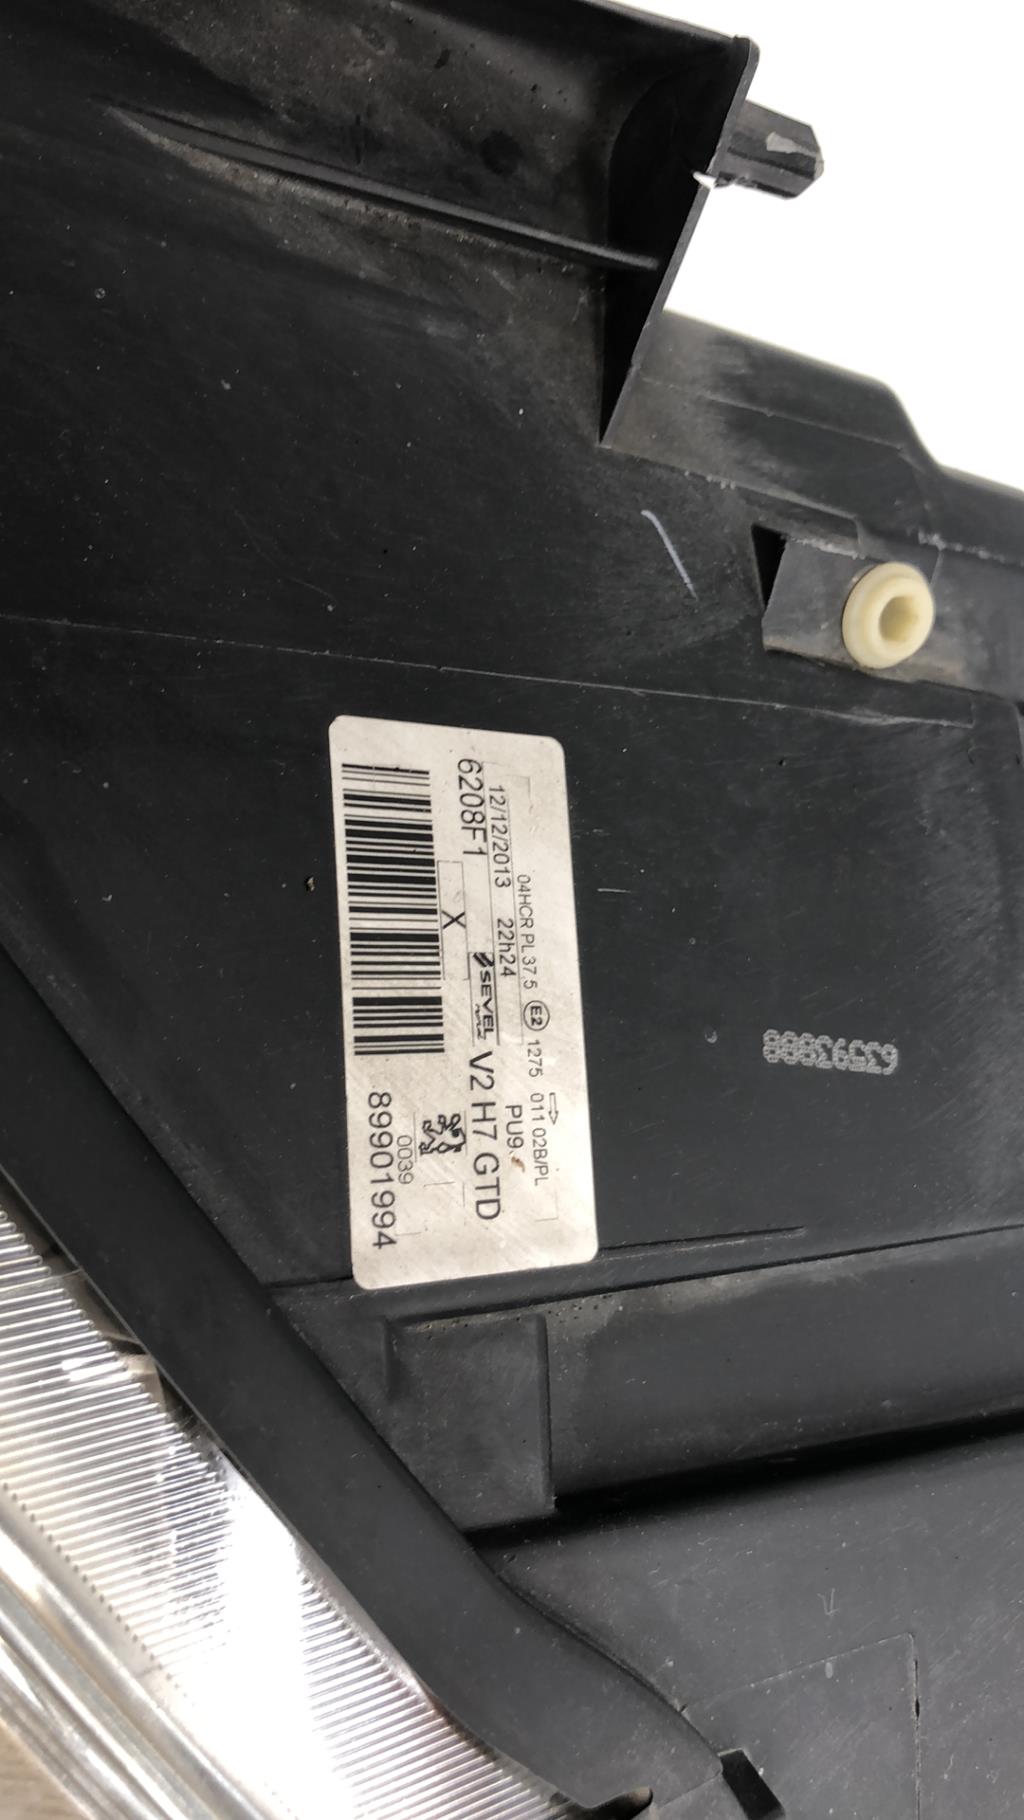 04HCR PL 37,5 E2 1275 011 02B/PL
12/12/2013 22h24 PU9
6208F1 SEVEL V2 H7 GTD
X
0039
89901994